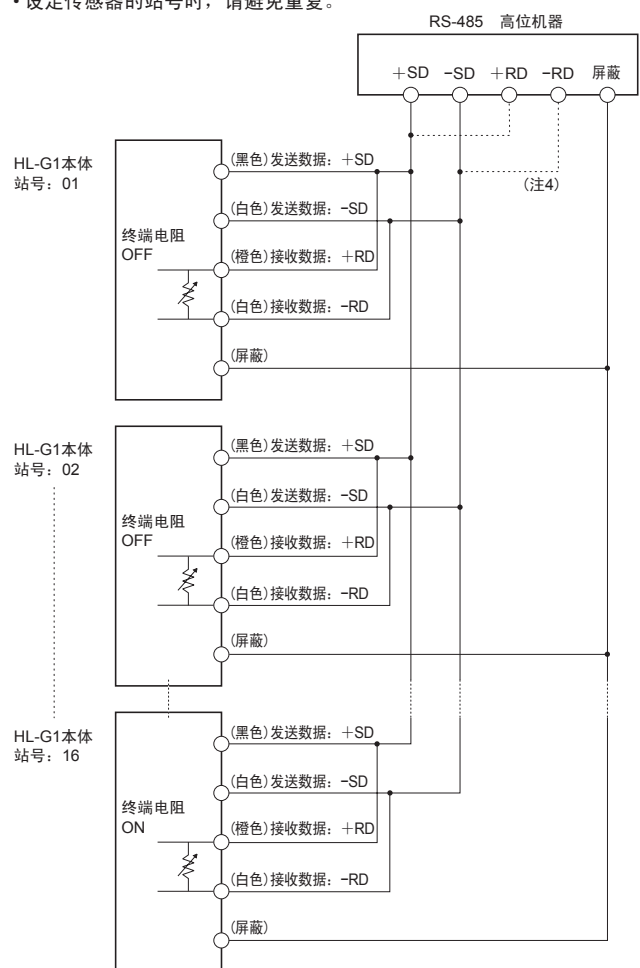 •设定传感器的站号时，请避免重复。
RS-485 高位机器
＋SD −SD ＋RD −RD 屏蔽
(注4)
HL-G1本体
站号：01
终端电阻
OFF
(黑色)发送数据：＋SD
(白色)发送数据：−SD
(橙色)接收数据：＋RD
(白色)接收数据：−RD
(屏蔽)
HL-G1本体
站号：02
终端电阻
OFF
(黑色)发送数据：＋SD
(白色)发送数据：−SD
(橙色)接收数据：＋RD
(白色)接收数据：−RD
(屏蔽)
HL-G1本体
站号：16
终端电阻
ON
(黑色)发送数据：＋SD
(白色)发送数据：−SD
(橙色)接收数据：＋RD
(白色)接收数据：−RD
(屏蔽)